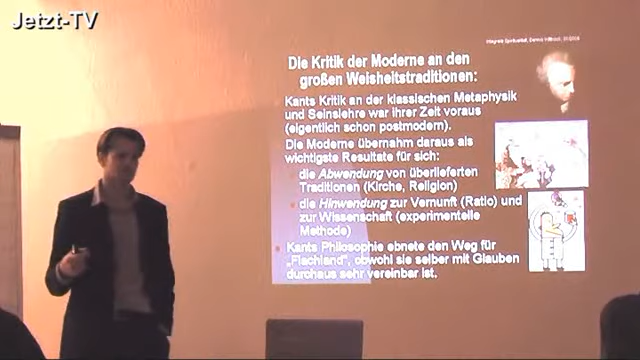 Jetzt-TV
Die Kritik der Moderne an den
großen Weisheitstraditionen:
Kants Kritik an der klassischen Metaphysik
und Seinslehre war ihrer Zeit voraus
(eigentlich schon postmodern).
Die Moderne übernahm daraus als
wichtigste Resultate für sich:
die Abwendung von überlieferten
Traditionen (Kirche, Religion)
die Hinwendung zur Vernunft (Ratio) und
zur Wissenschaft (experimentelle
Methode)
Kants Philosophie ebnete den Weg für
„Flachland", obwohl sie selber mit Glauben
durchaus sehr vereinbar ist.